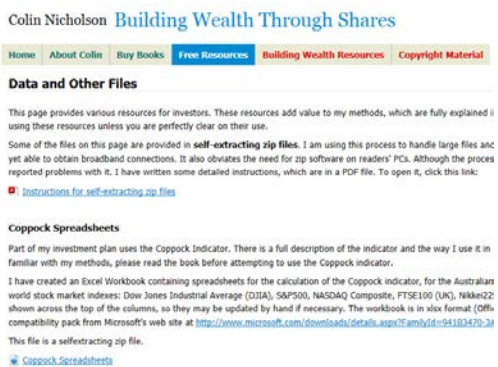 Colin Nicholson Building Wealth Through Shares
Home About Colin Buy Books Free Resources Building Wealth Resources Copyright Material
Data and Other Files
This page provides various resources for investors. These resources add value to my methods, which are fully explained i
using these resources unless you are perfectly clear on their use.
Some of the files on this page are provided in self-extracting zip files. I am using this process to handle large files and
yet able to obtain broadband connections. It also obviates the need for zip software on readers' PCs. Although the proces
reported problems with it. I have written some detailed instructions, which are in a PDF file. To open it, click this link:
Instructions for self-extracting zip files
Coppock Spreadsheets
Part of my investment plan uses the Coppock Indicator. There is a full description of the indicator and the way I use it in
familiar with my methods, please read the book before attempting to use the Coppock indicator.
I have created an Excel Workbook containing spreadsheets for the calculation of the Coppock indicator, for the Australian
world stock market indexes: Dow Jones Industrial Average (DJIA), S&P500, NASDAQ Composite, FTSE100 (UK), Nikkei225
shown across the top of the columns, so they may be updated by hand if necessary. The workbook is in xlsx format (Offi
compatibility pack from Microsoft's web site at http://www.microsoft.com/downloads/details.aspx?FamilyId=94183470-3A
This file is a selfextracting zip file.
Coppock Spreadsheets